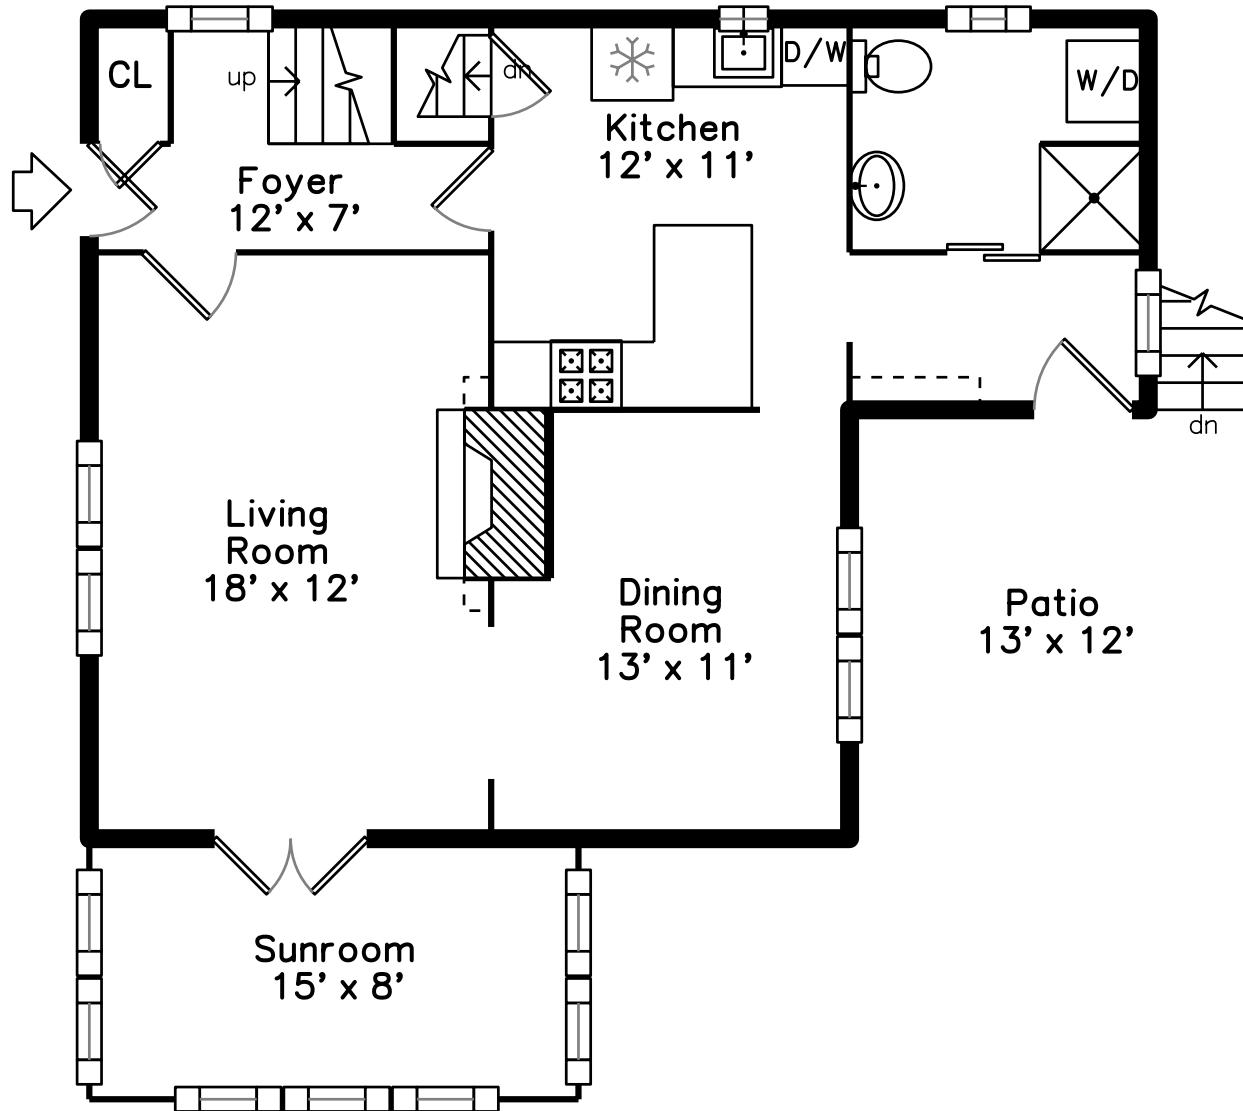 CL
up
dn
D/W
W/D
Kitchen
12' x 11'
Foyer
12' x 7'
dn
Living
Room
18' x 12'
Dining
Room
13' x 11'
Patio
13' x 12'
Sunroom
15' x 8'